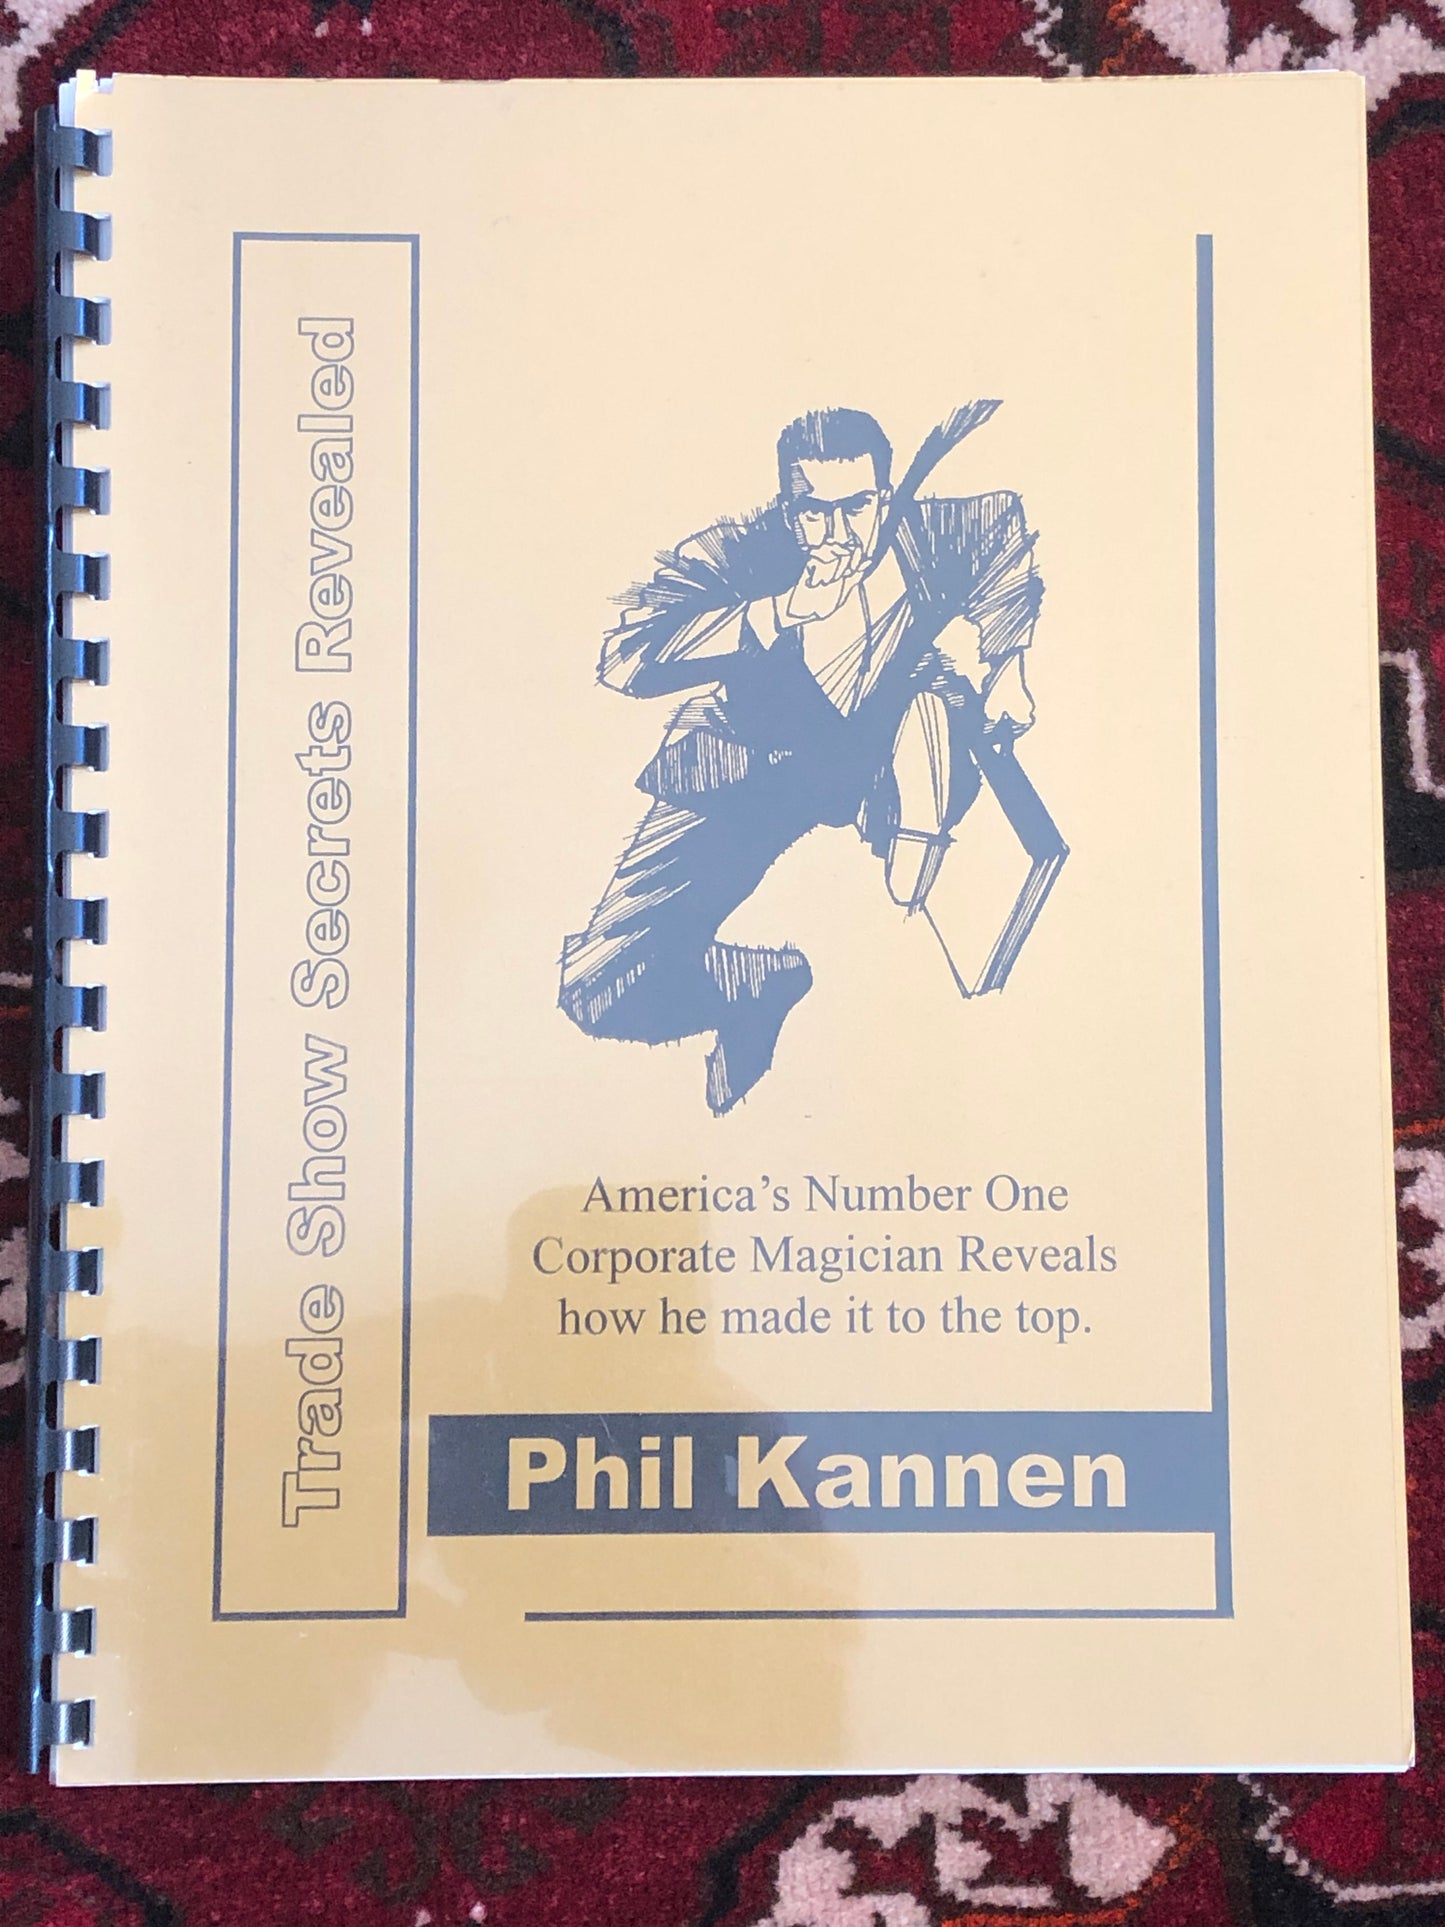 Trade Show Secrets Revealed
America's Number One
Corporate Magician Reveals
how he made it to the top.
Phil Kannen